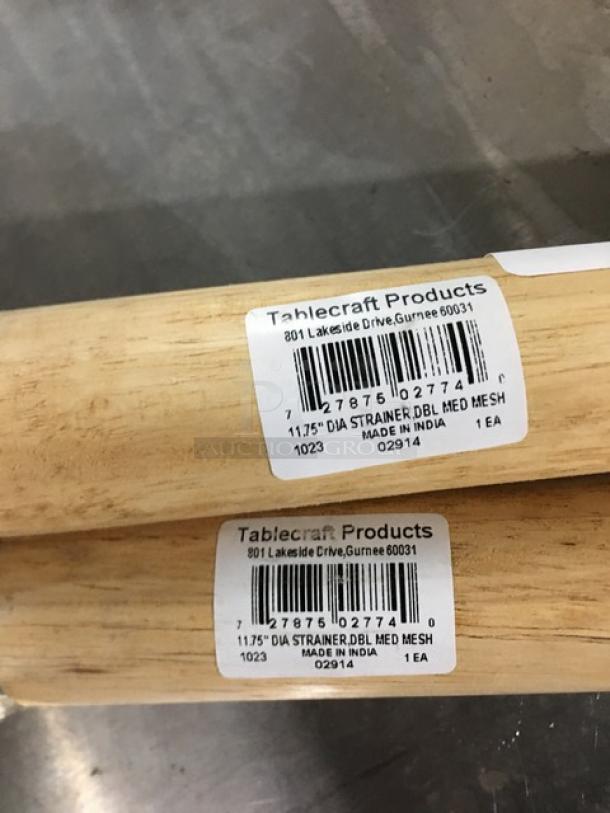 Tablecraft Products
801 Lakeside Drive,Gurnee 60031
7 27875 02774 0
11.75" DIA STRAINER,DBL MED MESH
MADE IN INDIA
1023 02914 1 EA
Tablecraft Products
801 Lakeside Drive,Gurnee 60031
7 27875 02774 0
11.75" DIA STRAINER,DBL MED MESH
MADE IN INDIA
1023 02914 1 EA
AUCTION GROUP